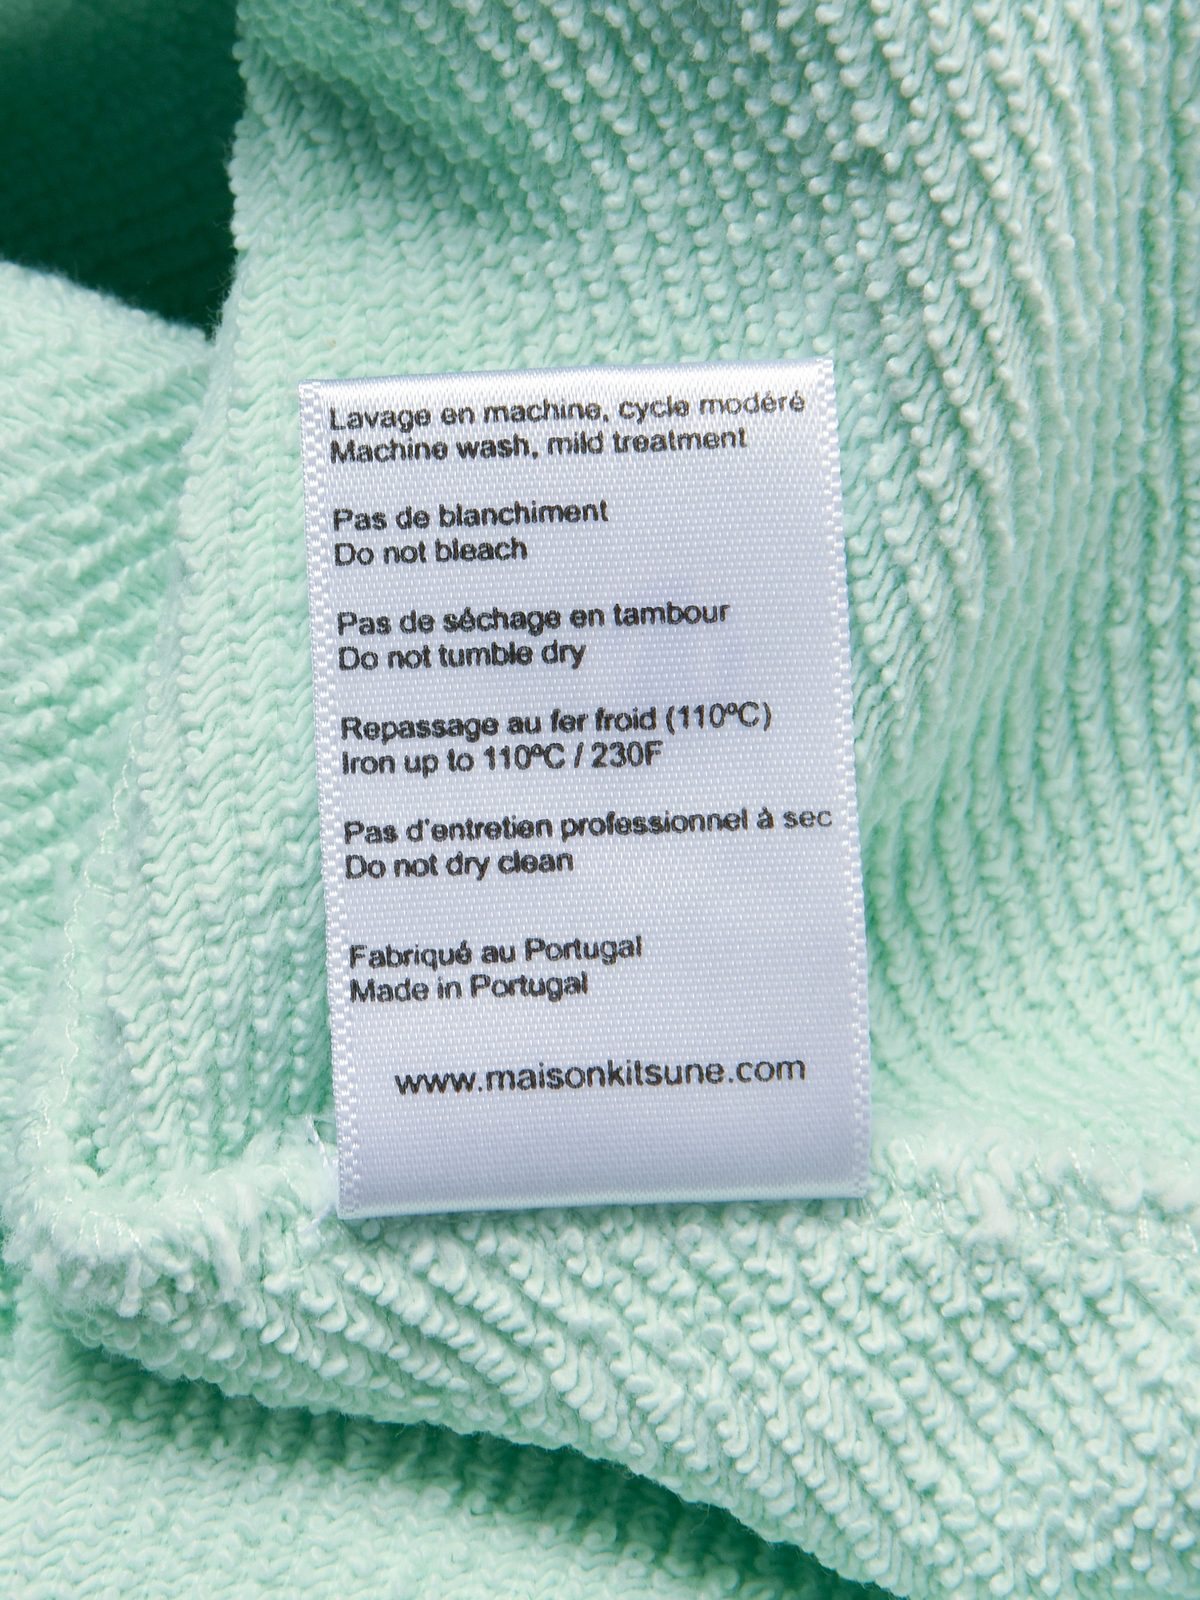 Lavage en machine, cycle modéré
Machine wash, mild treatment
Pas de blanchiment
Do not bleach
Pas de séchage en tambour
Do not tumble dry
Repassage au fer froid (110ºC)
Iron up to 110ºC / 230F
Pas d'entretien professionnel à sec
Do not dry clean
Fabriqué au Portugal
Made in Portugal
www.maisonkitsune.com